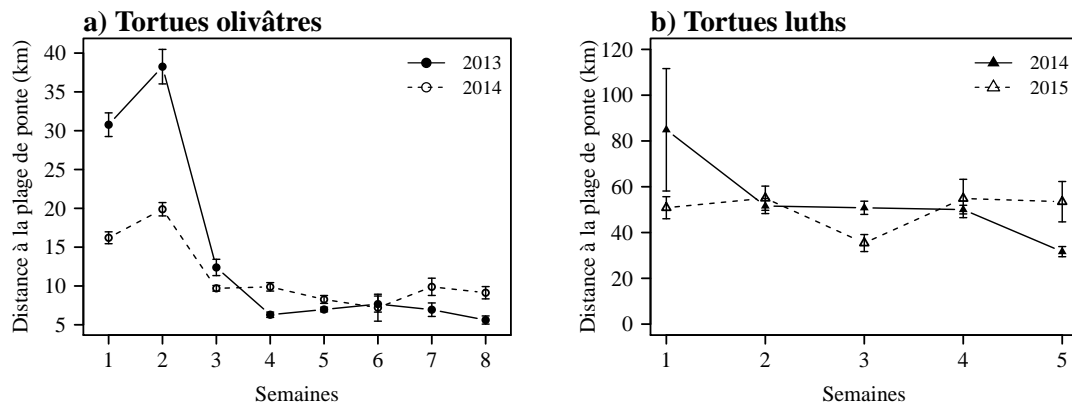 a) Tortues olivâtres
Distance à la plage de ponte (km)
40
35
30
25
20
15
10
5
2013
2014
1 2 3 4 5 6 7 8
Semaines
b) Tortues luths
Distance à la plage de ponte (km)
120
100
80
60
40
20
0
2014
2015
1 2 3 4 5
Semaines